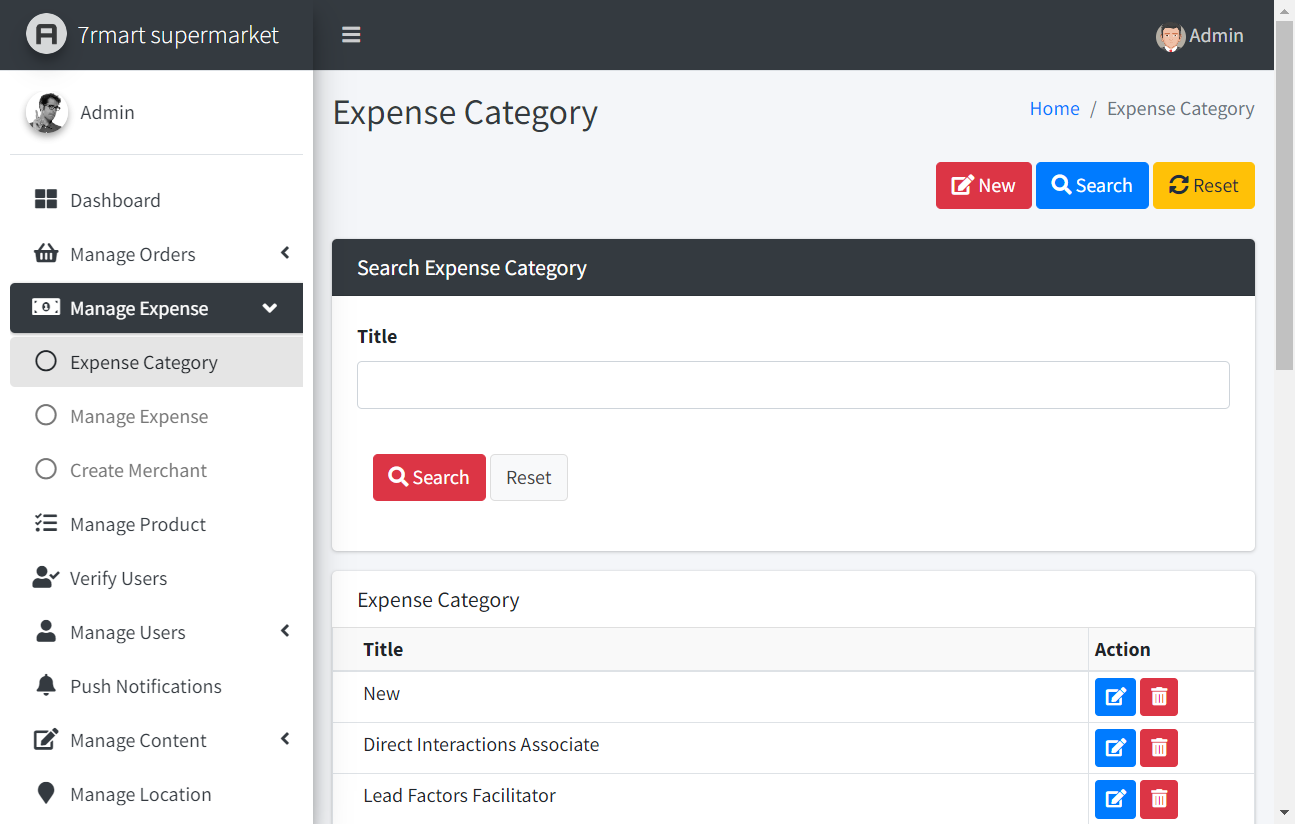 7rmart supermarket
Admin
Admin
Dashboard
Manage Orders
Manage Expense
Expense Category
Manage Expense
Create Merchant
Manage Product
Verify Users
Manage Users
Push Notifications
Manage Content
Manage Location
Expense Category
Home / Expense Category
New Search Reset
Search Expense Category
Title
Search Reset
Expense Category
Title Action
New
Direct Interactions Associate
Lead Factors Facilitator